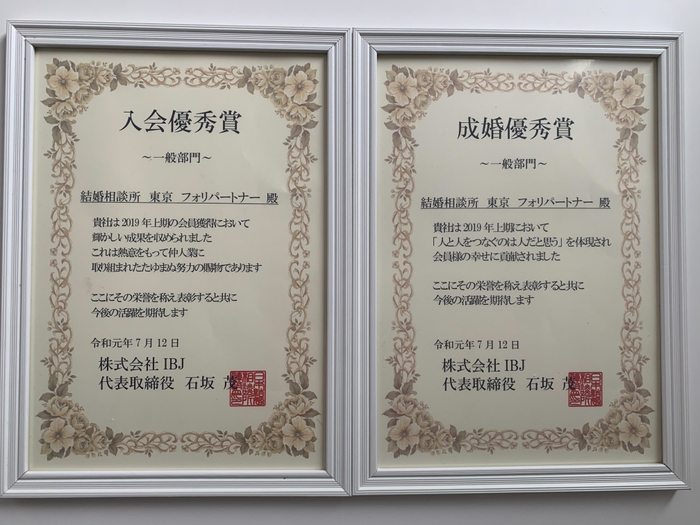 入会優秀賞
～一般部門～
結婚相談所 東京 フォリパートナー 殿
貴社は2019年上期の会員獲得において
輝かしい成果を収められました
これは熱意をもって仲人業に
取り組まれたたゆまぬ努力の賜物であります
ここにその栄誉を称え表彰すると共に
今後の活躍を期待します
令和元年7月12日
株式会社IBJ
代表取締役 石坂 茂
成婚優秀賞
～一般部門～
結婚相談所 東京 フォリパートナー 殿
貴社は2019年上期において
「人と人をつなぐのは人だと思う」を体現され
会員様の幸せに貢献されました
ここにその栄誉を称え表彰すると共に
今後の活躍を期待します
令和元年7月12日
株式会社IBJ
代表取締役 石坂 茂